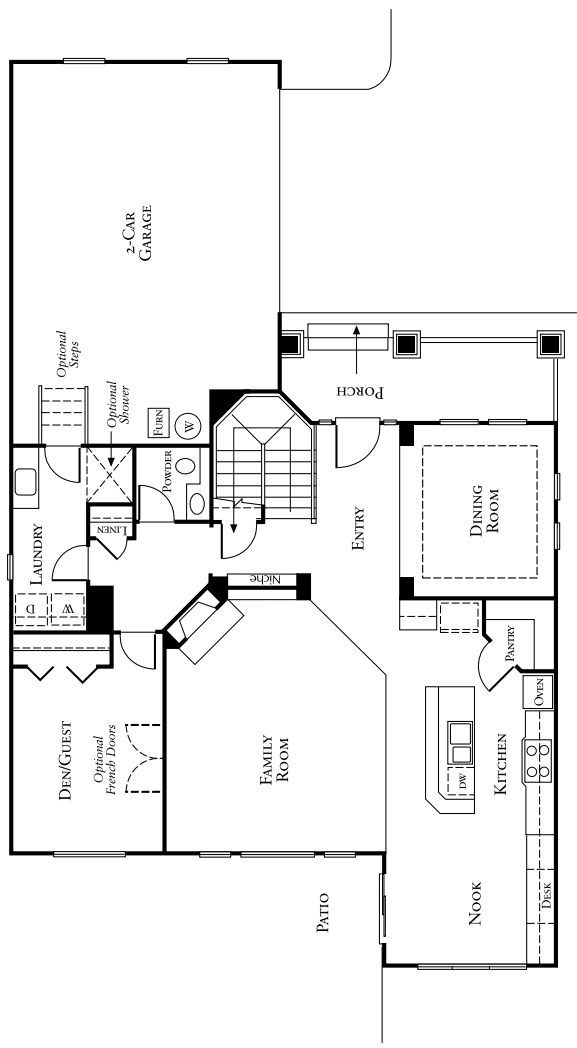 2-Car
Garage
Optional
Steps
Optional
Shower
Furn
W
Porch
Powder
Linen
Laundry
D
W
Niche
Entry
Dining
Room
Pantry
Oven
Den/Guest
Optional
French Doors
Family
Room
DW
Kitchen
Patio
Nook
Desk